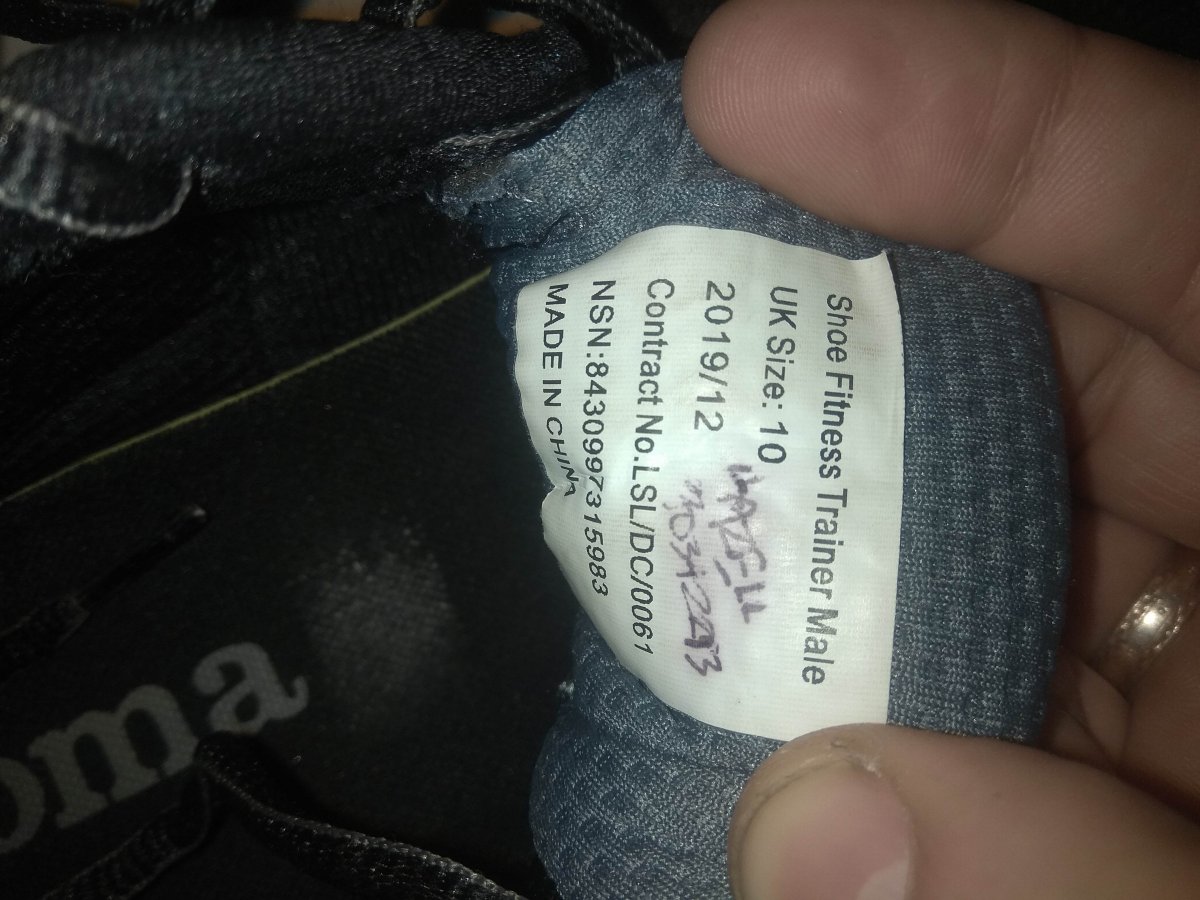 Shoe Fitness Trainer Male
UK Size: 10
2019/12
Contract No.LSL/DC/0061
NSN:8430997315983
MADE IN CHINA
oma